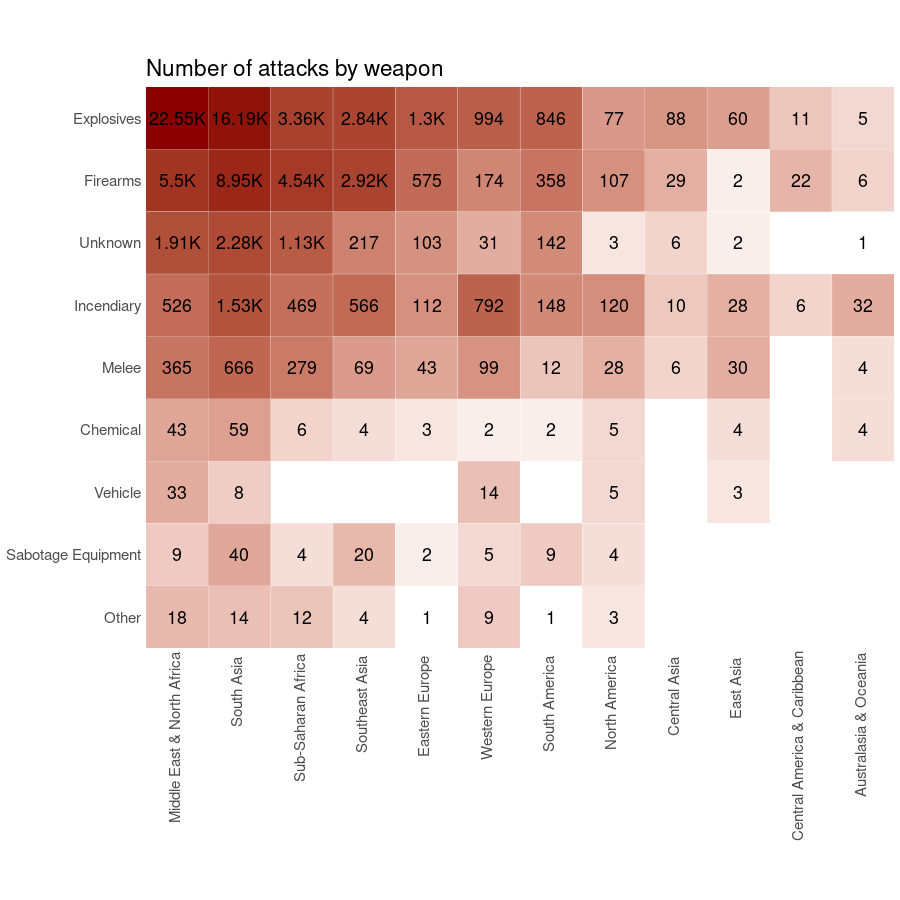 Number of attacks by weapon
Explosives 22.55K 16.19K 3.36K 2.84K 1.3K 994 846 77 88 60 11 5
Firearms 5.5K 8.95K 4.54K 2.92K 575 174 358 107 29 2 22 6
Unknown 1.91K 2.28K 1.13K 217 103 31 142 3 6 2 1
Incendiary 526 1.53K 469 566 112 792 148 120 10 28 6 32
Melee 365 666 279 69 43 99 12 28 6 30 4
Chemical 43 59 6 4 3 2 2 5 4 4
Vehicle 33 8 14 5 3
Sabotage Equipment 9 40 4 20 2 5 9 4
Other 18 14 12 4 1 9 1 3
Middle East & North Africa
South Asia
Sub-Saharan Africa
Southeast Asia
Eastern Europe
Western Europe
South America
North America
Central Asia
East Asia
Central America & Caribbean
Australasia & Oceania